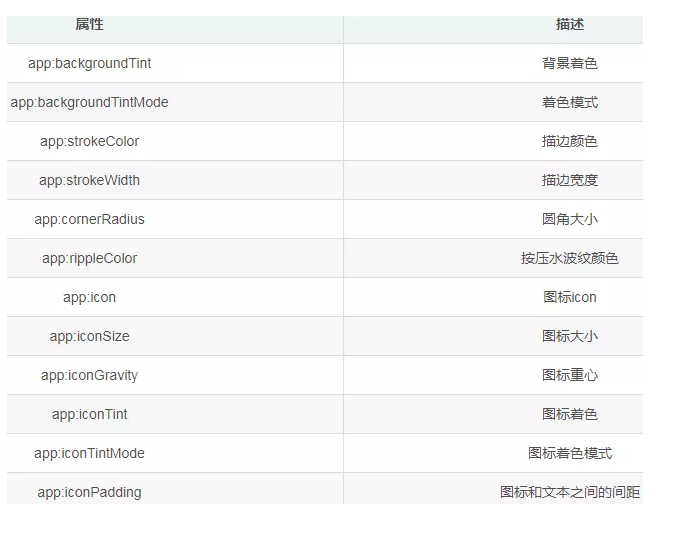 属性 描述
app:backgroundTint 背景着色
app:backgroundTintMode 着色模式
app:strokeColor 描边颜色
app:strokeWidth 描边宽度
app:cornerRadius 圆角大小
app:rippleColor 按压水波纹颜色
app:icon 图标icon
app:iconSize 图标大小
app:iconGravity 图标重心
app:iconTint 图标着色
app:iconTintMode 图标着色模式
app:iconPadding 图标和文本之间的间距